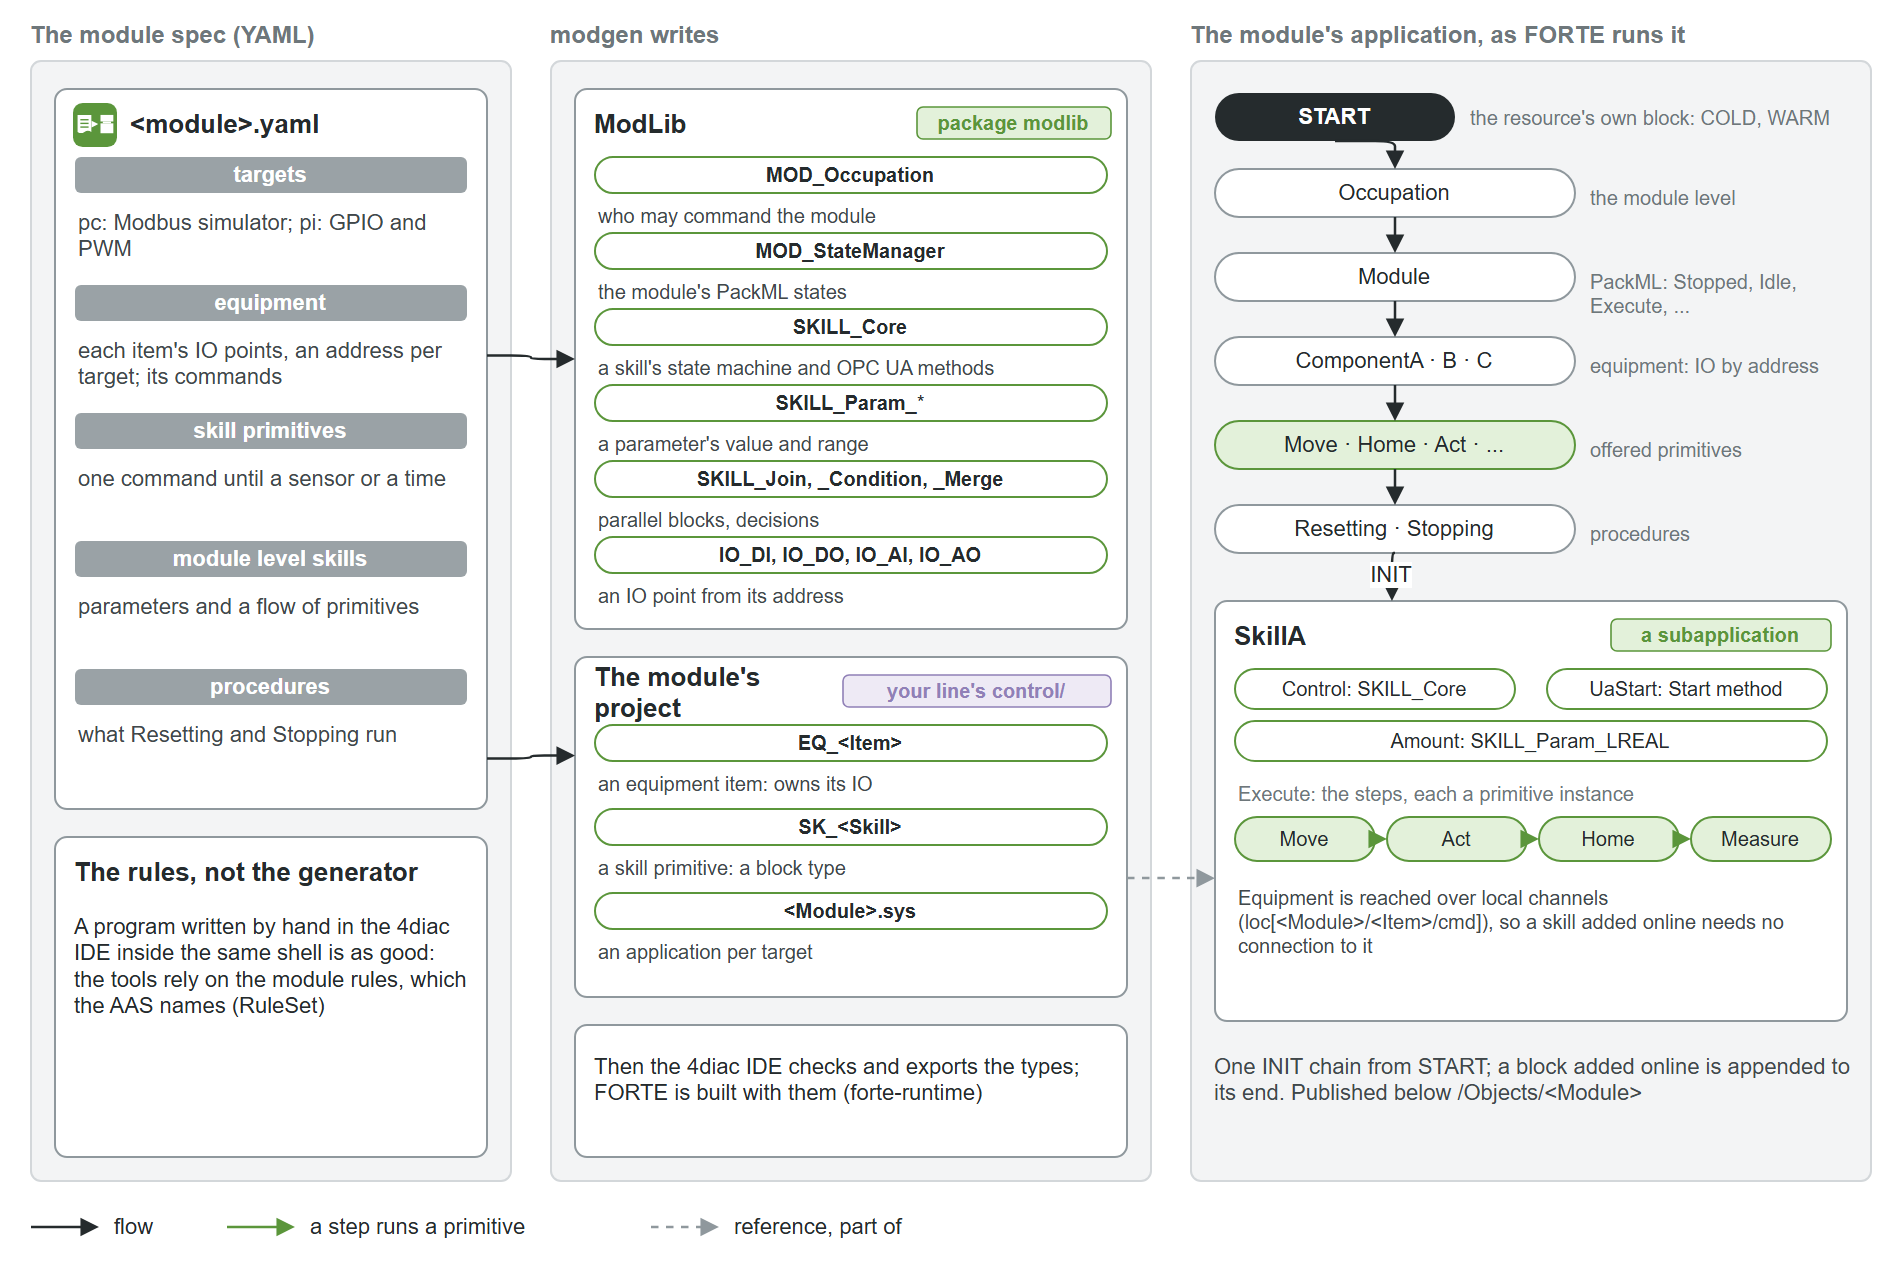 The module spec (YAML)
<module>.yaml
targets
pc: Modbus simulator; pi: GPIO and
PWM
equipment
each item's IO points, an address per
target; its commands
skill primitives
one command until a sensor or a time
module level skills
parameters and a flow of primitives
procedures
what Resetting and Stopping run
The rules, not the generator
A program written by hand in the 4diac
IDE inside the same shell is as good:
the tools rely on the module rules, which
the AAS names (RuleSet)
modgen writes
ModLib
package modlib
MOD_Occupation
who may command the module
MOD_StateManager
the module's PackML states
SKILL_Core
a skill's state machine and OPC UA methods
SKILL_Param_*
a parameter's value and range
SKILL_Join, _Condition, _Merge
parallel blocks, decisions
IO_DI, IO_DO, IO_AI, IO_AO
an IO point from its address
The module's
project
your line's control/
EQ_<Item>
an equipment item: owns its IO
SK_<Skill>
a skill primitive: a block type
<Module>.sys
an application per target
Then the 4diac IDE checks and exports the types;
FORTE is built with them (forte-runtime)
The module's application, as FORTE runs it
START
the resource's own block: COLD, WARM
Occupation
the module level
Module
PackML: Stopped, Idle,
Execute, ...
ComponentA · B · C
equipment: IO by address
Move · Home · Act · ...
offered primitives
Resetting · Stopping
procedures
INIT
SkillA
a subapplication
Control: SKILL_Core
UaStart: Start method
Amount: SKILL_Param_LREAL
Execute: the steps, each a primitive instance
Move
Act
Home
Measure
Equipment is reached over local channels
(loc[<Module>/<Item>/cmd]), so a skill added online needs no
connection to it
One INIT chain from START; a block added online is appended to
its end. Published below /Objects/<Module>
flow
a step runs a primitive
reference, part of